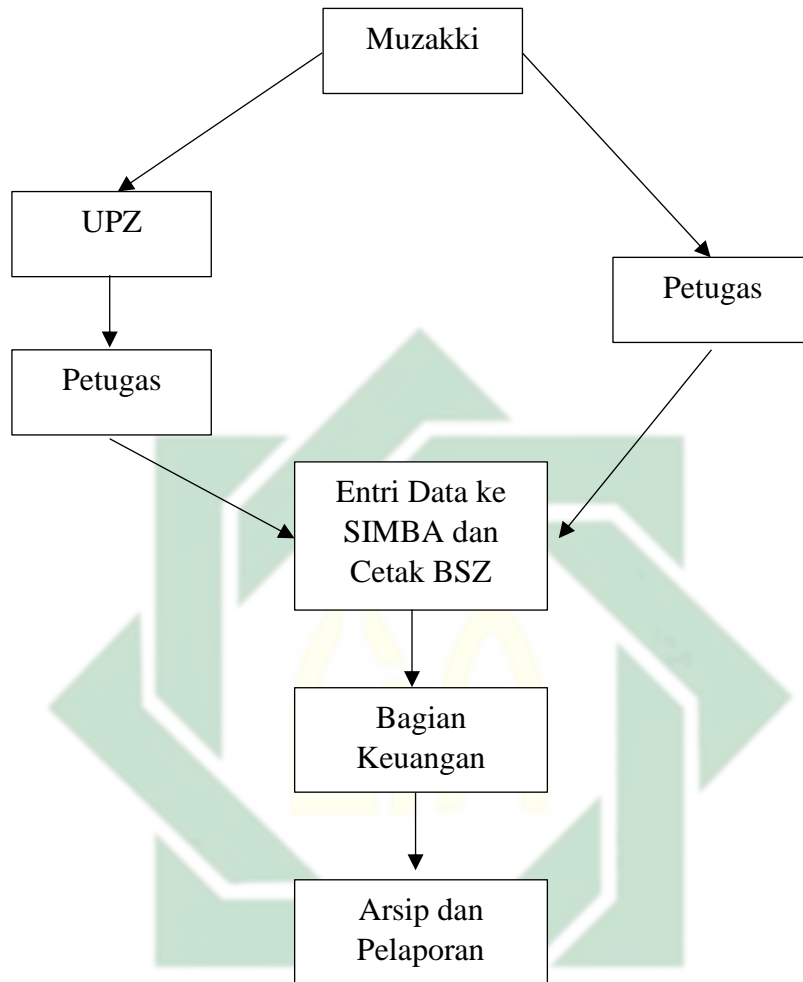 Muzakki
UPZ
Petugas
Petugas
Entri Data ke
SIMBA dan
Cetak BSZ
Bagian
Keuangan
Arsip dan
Pelaporan